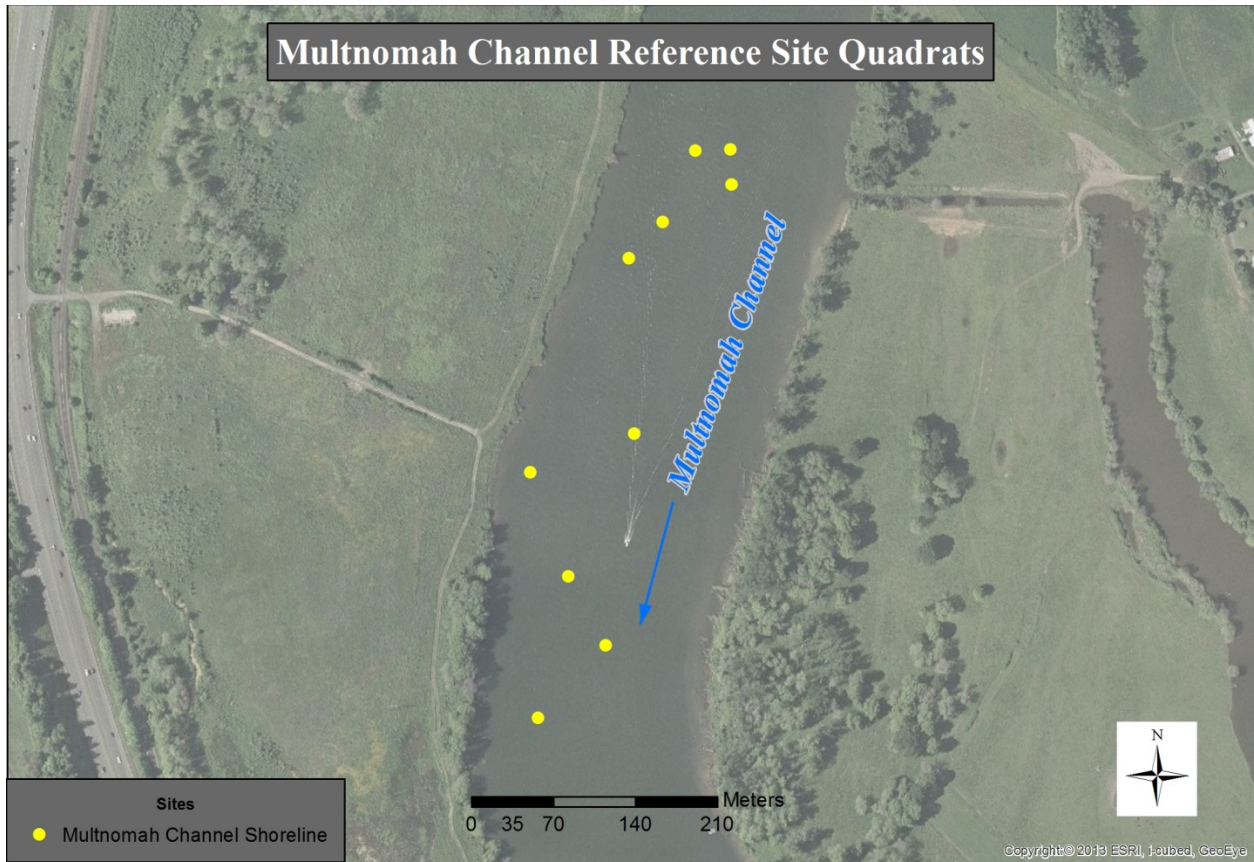 Multnomah Channel Reference Site Quadrats
Multnomah Channel
N
Sites
Multnomah Channel Shoreline
Meters
0 35 70 140 210
Copyright:© 2013 ESRI, i-cubed, GeoEye